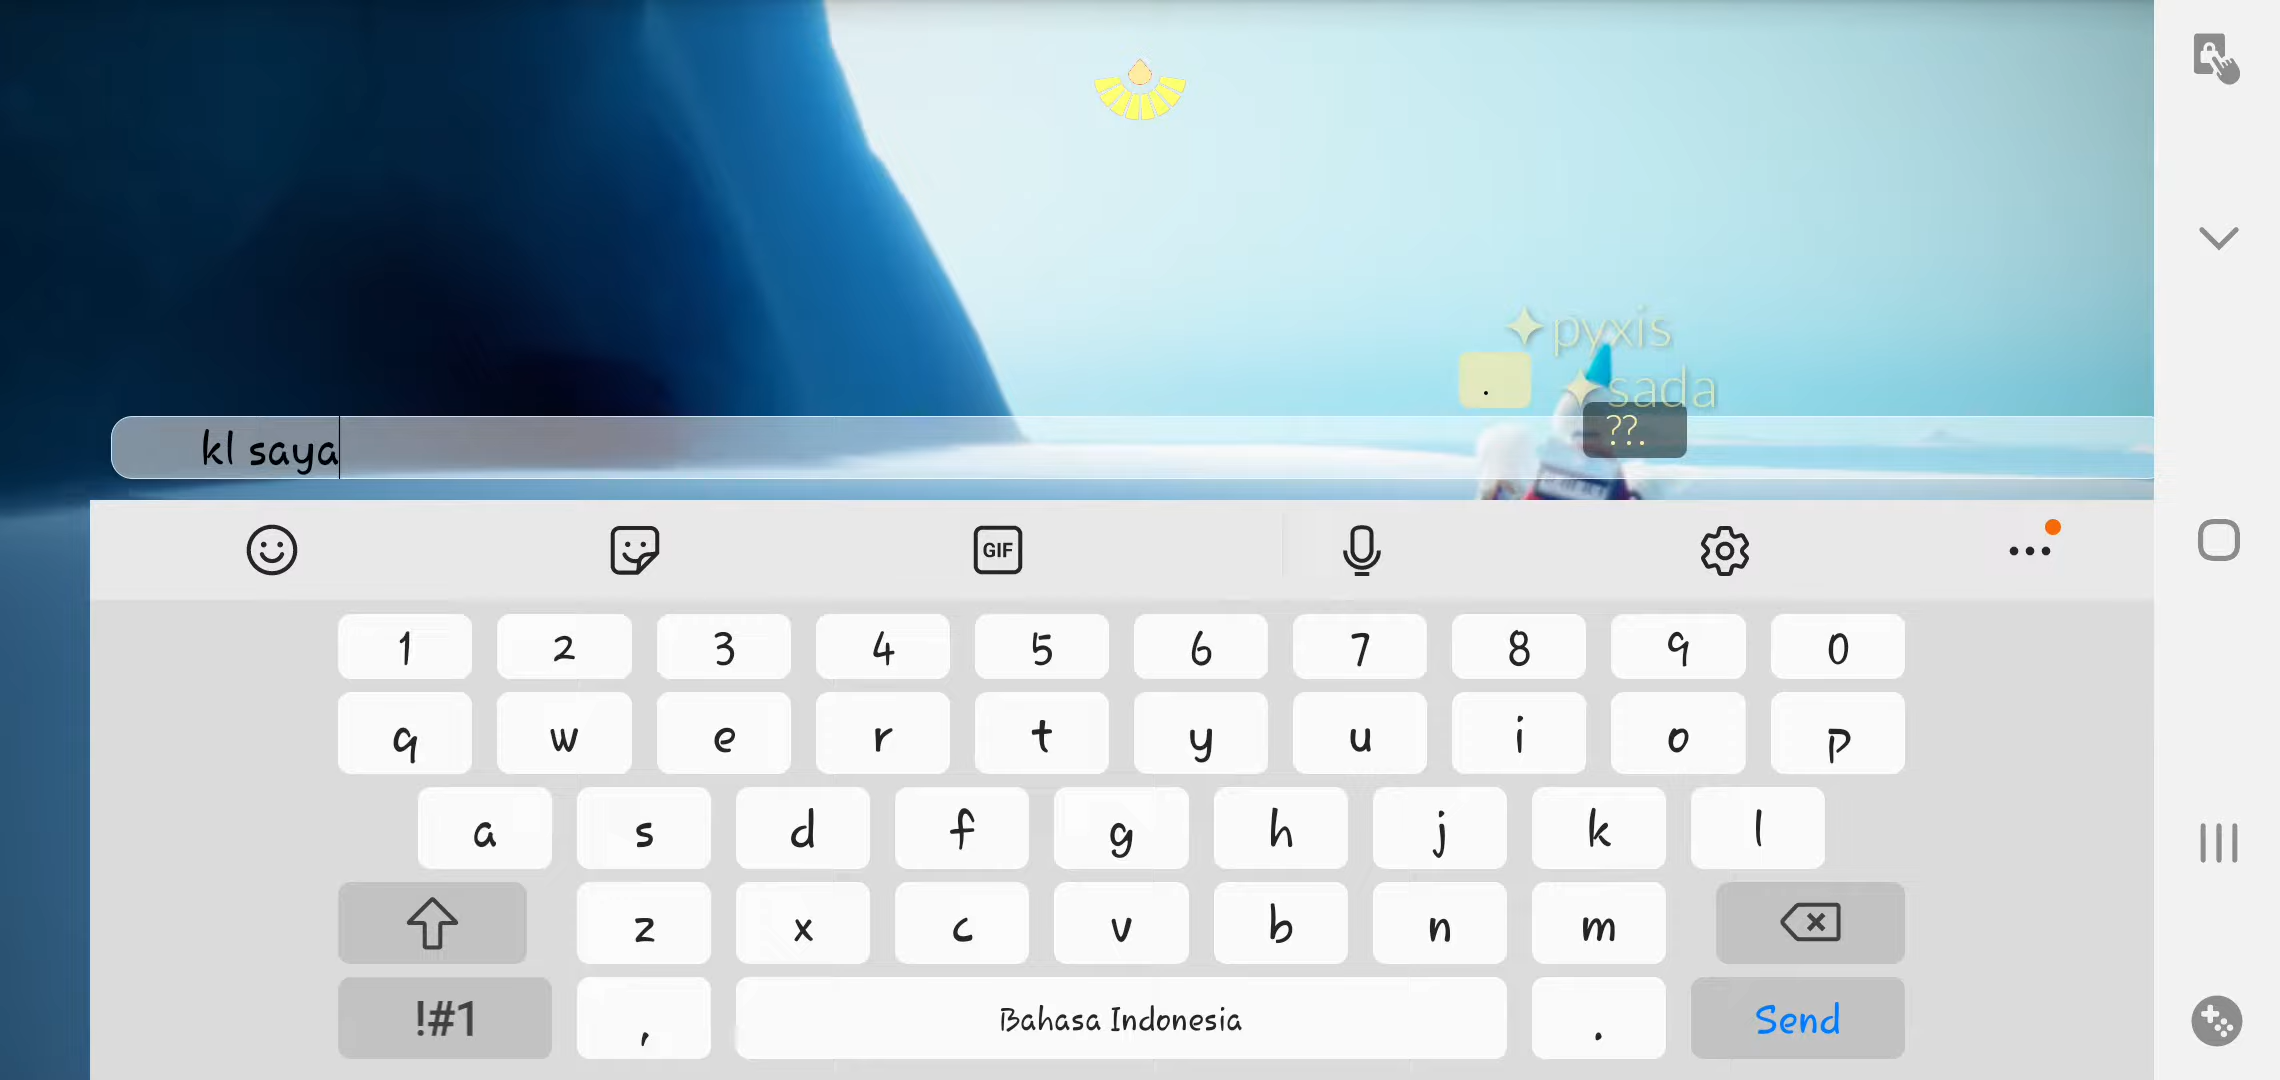 ✦pyxis
.
✦sada
??.
kl saya
GIF
1 2 3 4 5 6 7 8 9 0
q w e r t y u i o p
a s d f g h j k l
z x c v b n m
!#1 , Bahasa Indonesia . Send